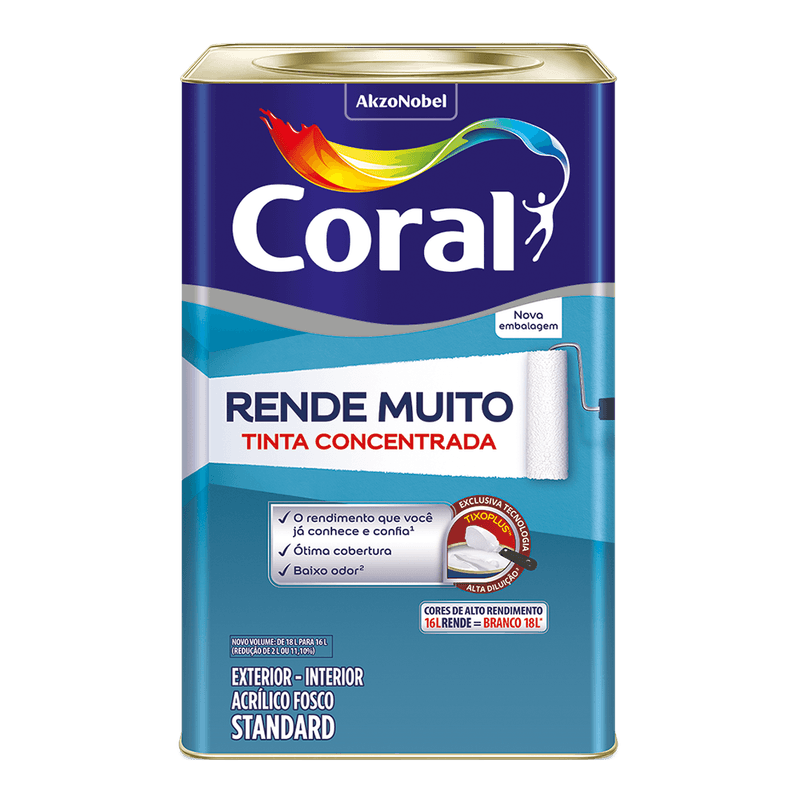 AkzoNobel
Coral
Nova
embalagem
RENDE MUITO
TINTA CONCENTRADA
✓ O rendimento que você
já conhece e confia¹
✓ Ótima cobertura
✓ Baixo odor²
EXCLUSIVA TECNOLOGIA
TIXOPLUS™
ALTA DILUIÇÃO*
CORES DE ALTO RENDIMENTO
16L RENDE = BRANCO 18L*
NOVO VOLUME: DE 18 L PARA 16 L
(REDUÇÃO DE 2 L OU 11,10%)
EXTERIOR - INTERIOR
ACRÍLICO FOSCO
STANDARD